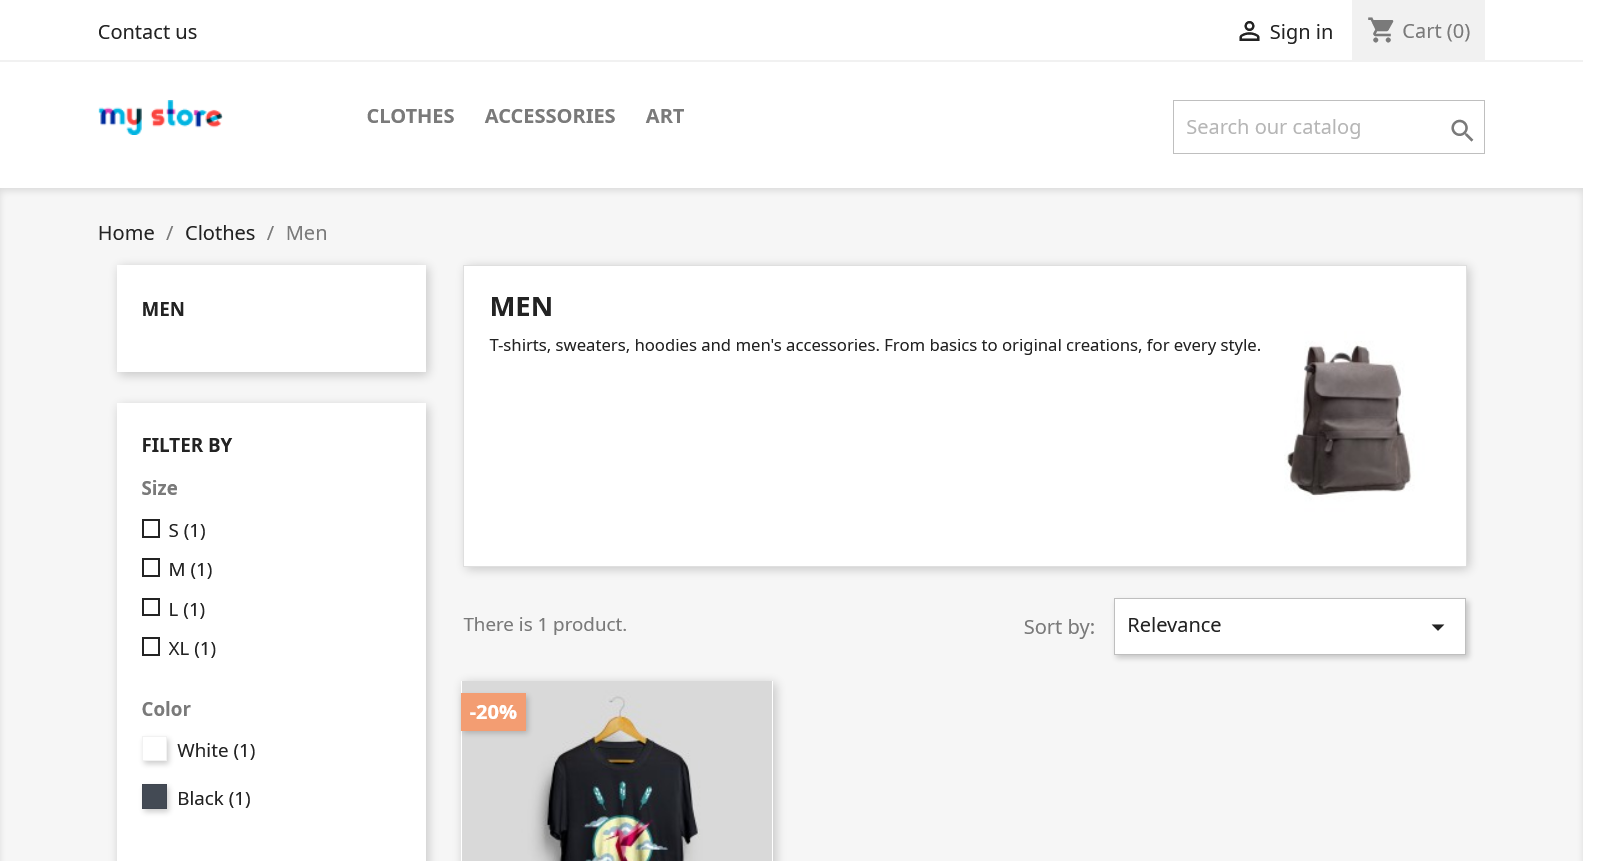 Contact us
Sign in
Cart (0)
my store
CLOTHES ACCESSORIES ART
Search our catalog
Home / Clothes / Men
MEN
FILTER BY
Size
S (1)
M (1)
L (1)
XL (1)
Color
White (1)
Black (1)
MEN
T-shirts, sweaters, hoodies and men's accessories. From basics to original creations, for every style.
There is 1 product.
Sort by:
Relevance
-20%